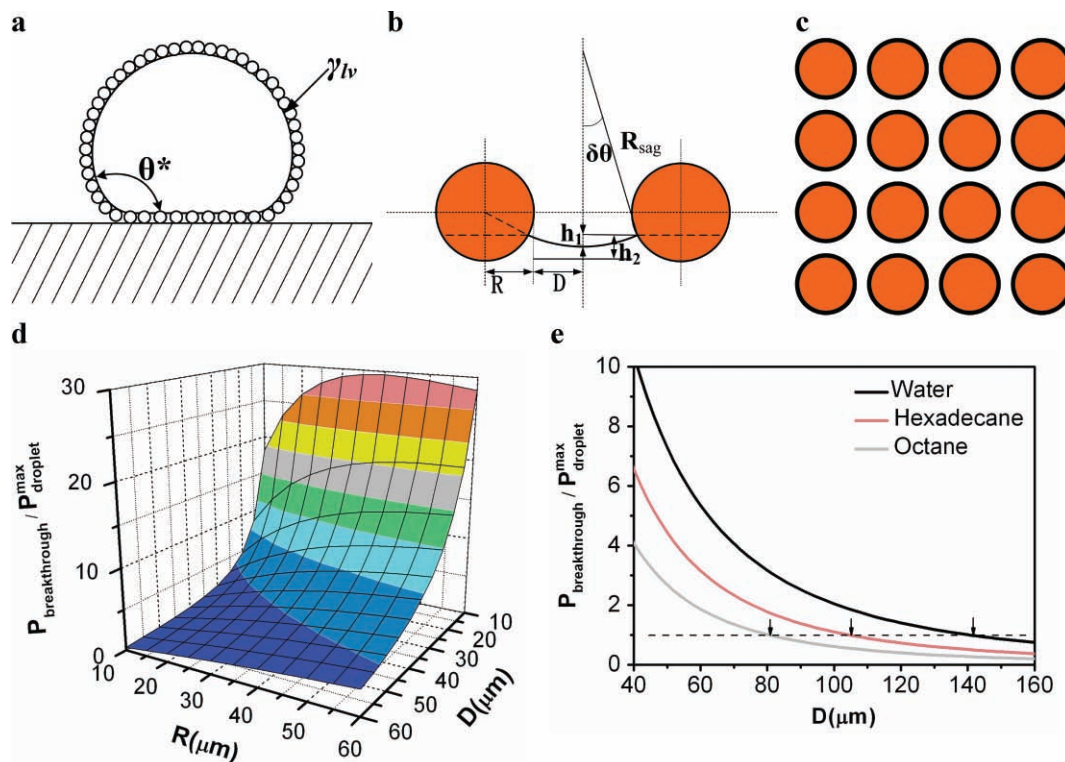 a
γlv
θ*
b
δθ
Rsag
h1
h2
R
D
c
d
Pbreakthrough / Pmaxdroplet
30
20
10
0
10
20
30
40
50
60
R(μm)
10
20
30
40
50
60
D(μm)
e
Pbreakthrough / Pmaxdroplet
10
8
6
4
2
0
Water
Hexadecane
Octane
40 60 80 100 120 140 160
D(μm)